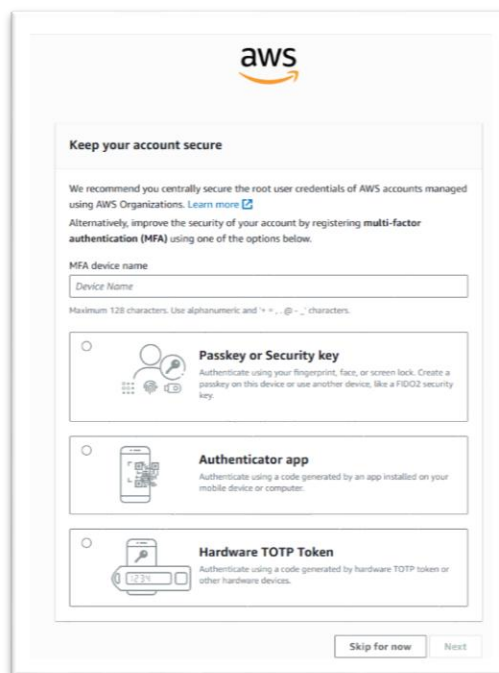 aws
Keep your account secure
We recommend you centrally secure the root user credentials of AWS accounts managed
using AWS Organizations. Learn more
Alternatively, improve the security of your account by registering multi-factor
authentication (MFA) using one of the options below.
MFA device name
Device Name
Maximum 128 characters. Use alphanumeric and '+ = , . @ - _' characters.
Passkey or Security key
Authenticate using your fingerprint, face, or screen lock. Create a
passkey on this device or use another device, like a FIDO2 security
key.
Authenticator app
Authenticate using a code generated by an app installed on your
mobile device or computer.
1234
Hardware TOTP Token
Authenticate using a code generated by hardware TOTP token or
other hardware devices.
Skip for now Next